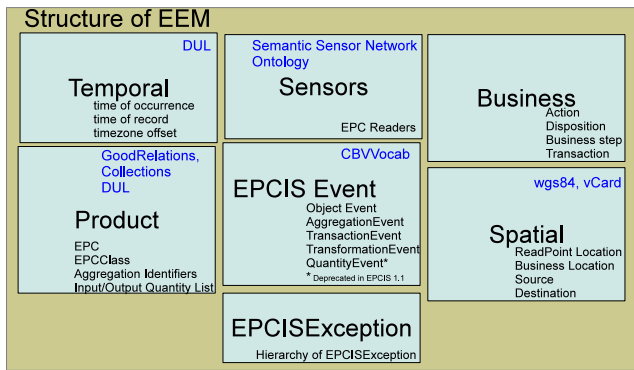 Structure of EEM
DUL
Temporal
time of occurrence
time of record
timezone offset
Semantic Sensor Network
Ontology
Sensors
EPC Readers
Business
Action
Disposition
Business step
Transaction
GoodRelations,
Collections
DUL
Product
EPC
EPCClass
Aggregation Identifiers
Input/Output Quantity List
CBVVocab
EPCIS Event
Object Event
AggregationEvent
TransactionEvent
TransformationEvent
QuantityEvent*
* Deprecated in EPCIS 1.1
wgs84, vCard
Spatial
ReadPoint Location
Business Location
Source
Destination
EPCISException
Hierarchy of EPCISException